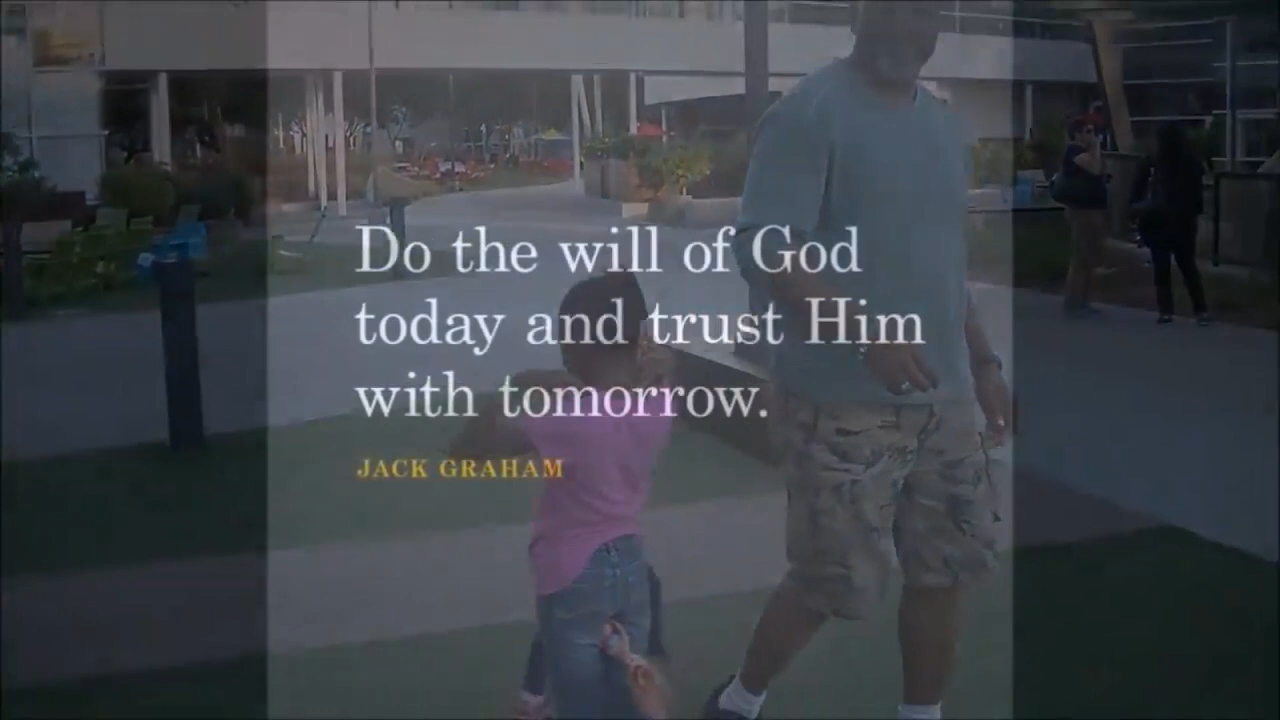 Do the will of God
today and trust Him
with tomorrow.
JACK GRAHAM